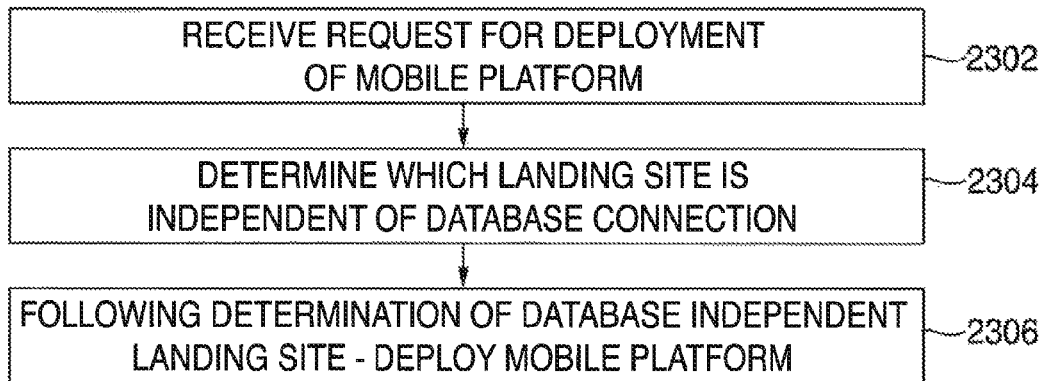 RECEIVE REQUEST FOR DEPLOYMENT
OF MOBILE PLATFORM
2302
DETERMINE WHICH LANDING SITE IS
INDEPENDENT OF DATABASE CONNECTION
2304
FOLLOWING DETERMINATION OF DATABASE INDEPENDENT
LANDING SITE - DEPLOY MOBILE PLATFORM
2306